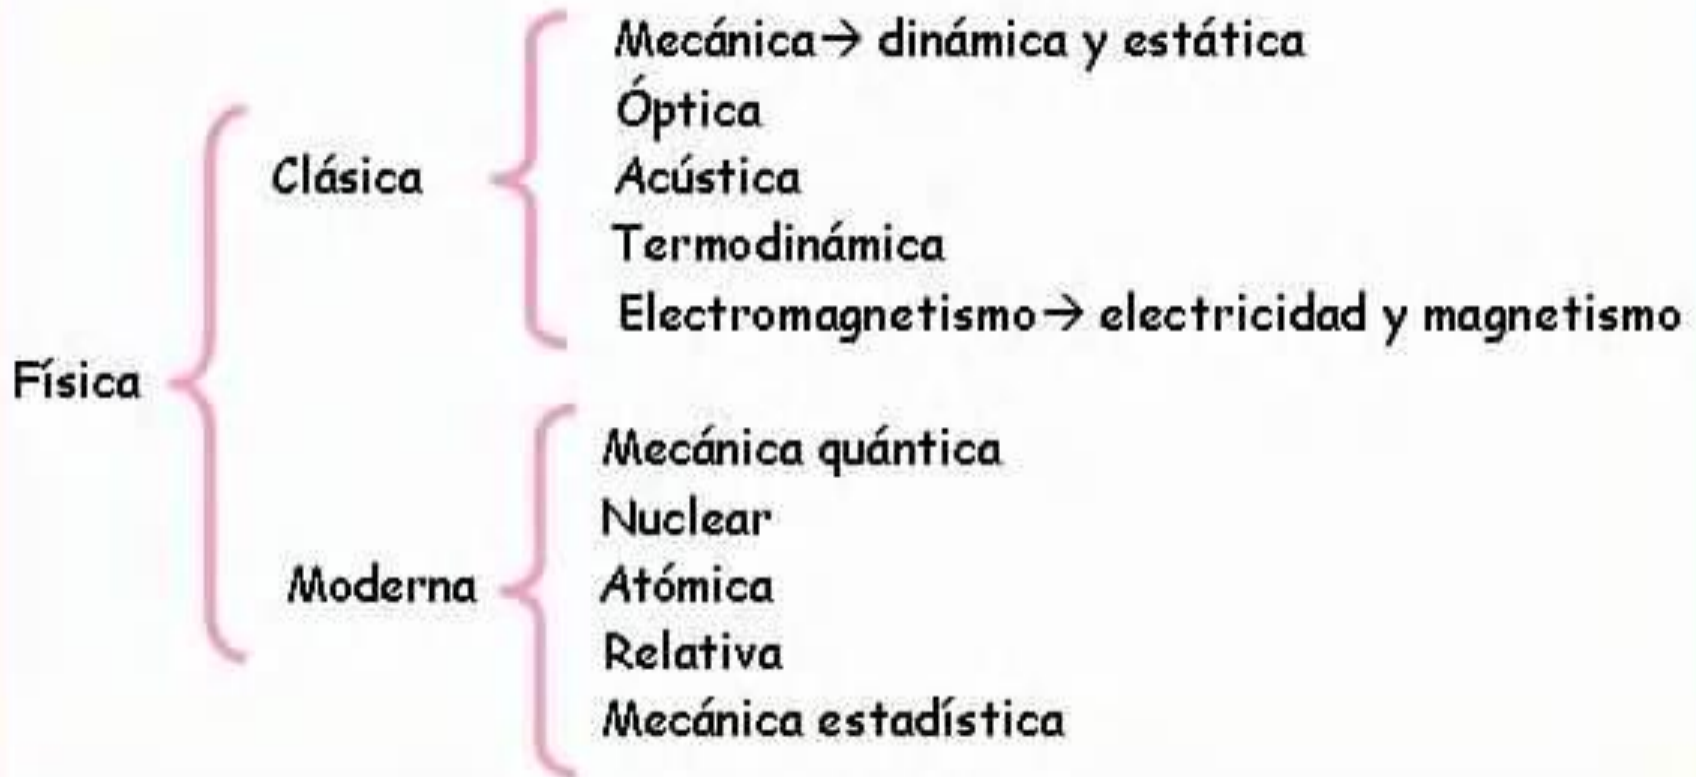 Física
Clásica
Mecánica→ dinámica y estática
Óptica
Acústica
Termodinámica
Electromagnetismo→ electricidad y magnetismo
Moderna
Mecánica quántica
Nuclear
Atómica
Relativa
Mecánica estadística